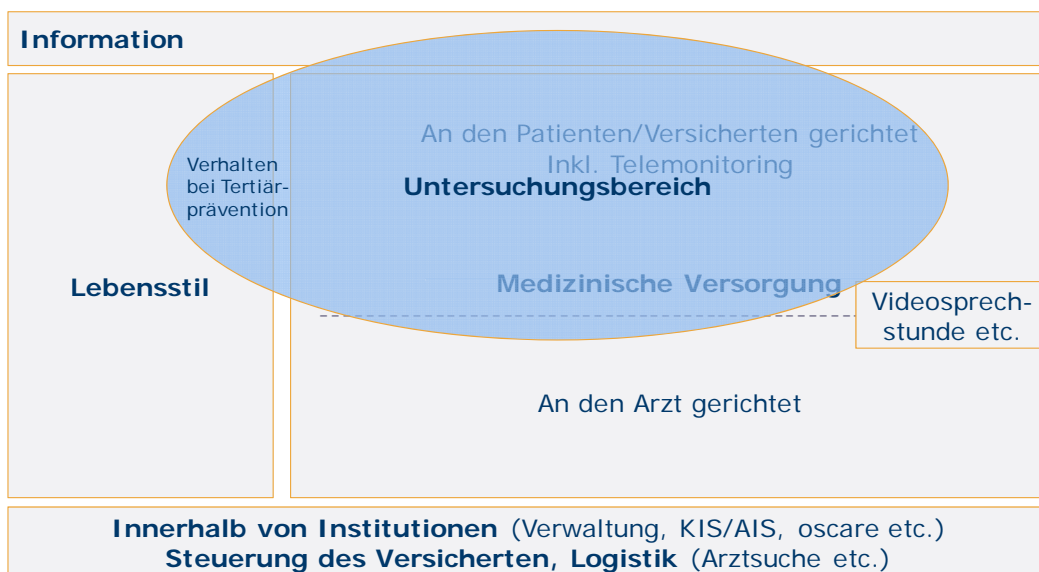 Information
An den Patienten/Versicherten gerichtet
Inkl. Telemonitoring
Verhalten
bei Tertiär-
prävention
Untersuchungsbereich
Lebensstil
Medizinische Versorgung
Videosprech-
stunde etc.
An den Arzt gerichtet
Innerhalb von Institutionen (Verwaltung, KIS/AIS, oscare etc.)
Steuerung des Versicherten, Logistik (Arztsuche etc.)